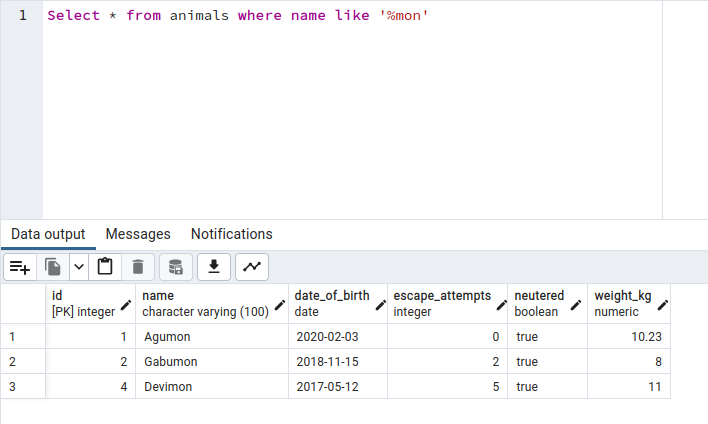 1 Select * from animals where name like '%mon'
Data output Messages Notifications
id name date_of_birth escape_attempts neutered weight_kg
[PK] integer character varying (100) date integer boolean numeric
1 1 Agumon 2020-02-03 0 true 10.23
2 2 Gabumon 2018-11-15 2 true 8
3 4 Devimon 2017-05-12 5 true 11